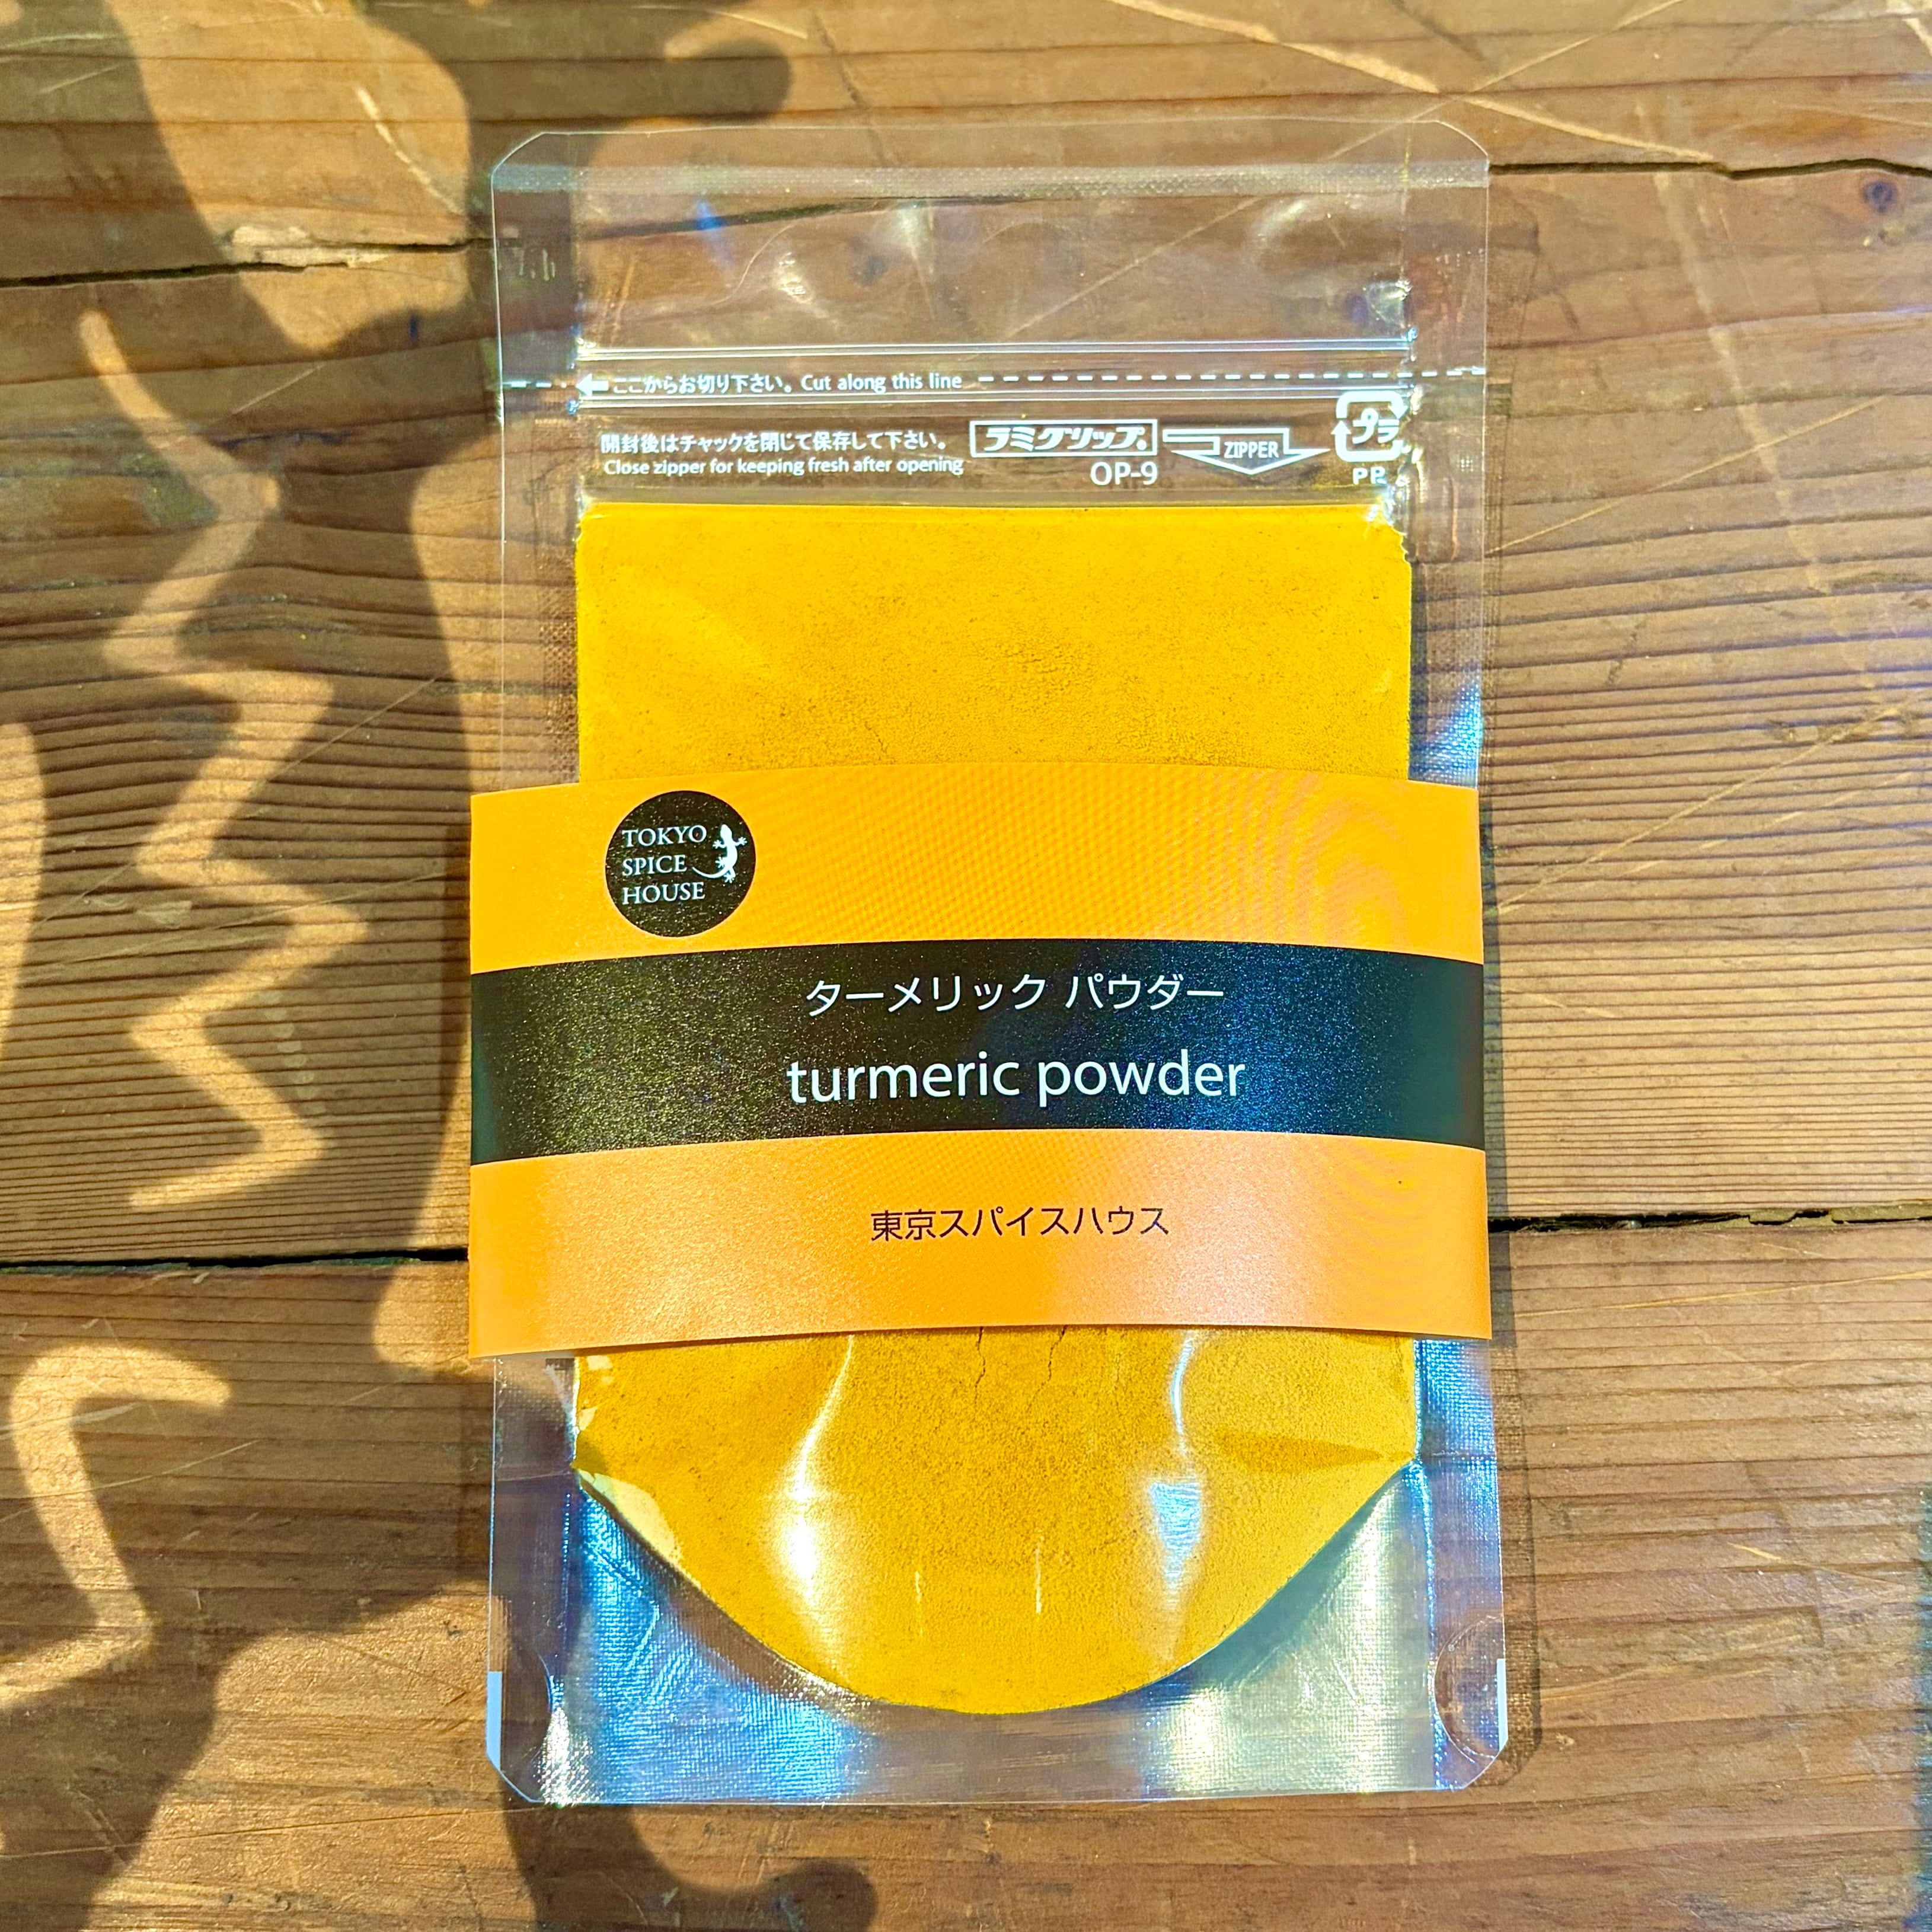 ここからお切り下さい。 Cut along this line
開封後はチャックを閉じて保存して下さい。
Close zipper for keeping fresh after opening
ラミグリップ®
OP-9
ZIPPER
プラ
TOKYO
SPICE
HOUSE
ターメリック パウダー
turmeric powder
東京スパイスハウス